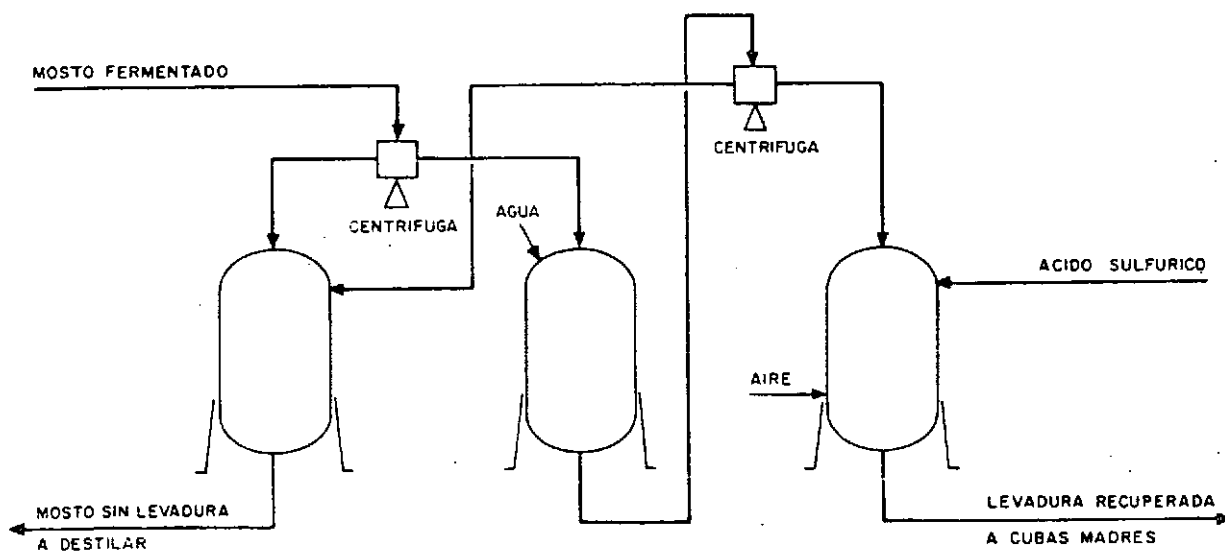 MOSTO FERMENTADO
CENTRIFUGA
CENTRIFUGA
AGUA
ACIDO SULFURICO
AIRE
MOSTO SIN LEVADURA
A DESTILAR
LEVADURA RECUPERADA
A CUBAS MADRES